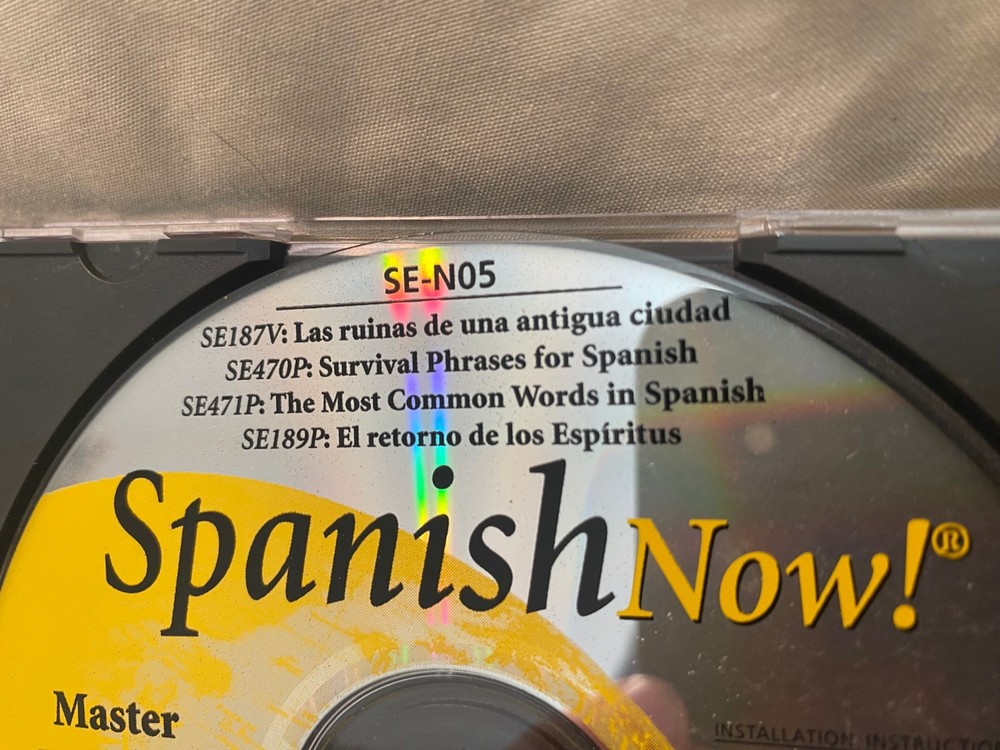 SE-N05
SE187V: Las ruinas de una antigua ciudad
SE470P: Survival Phrases for Spanish
SE471P: The Most Common Words in Spanish
SE189P: El retorno de los Espíritus
SpanishNow!®
Master
INSTALLATION INSTRUCTIO